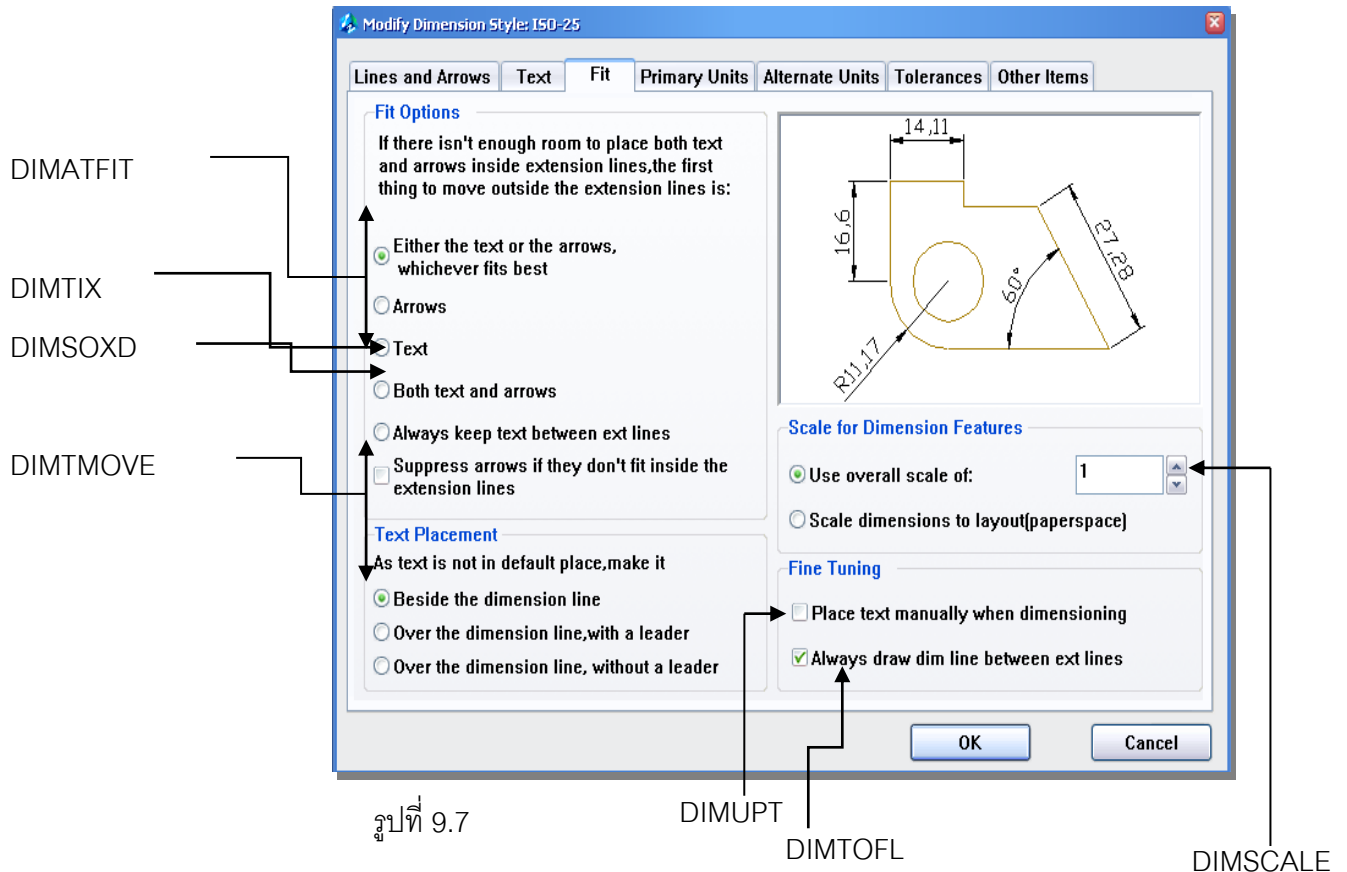 Modify Dimension Style: ISO-25
Lines and Arrows Text Fit Primary Units Alternate Units Tolerances Other Items
Fit Options
If there isn't enough room to place both text
and arrows inside extension lines,the first
thing to move outside the extension lines is:
Either the text or the arrows,
whichever fits best
Arrows
Text
Both text and arrows
Always keep text between ext lines
Suppress arrows if they don't fit inside the
extension lines
Text Placement
As text is not in default place,make it
Beside the dimension line
Over the dimension line,with a leader
Over the dimension line, without a leader
14,11
16,6
27,28
60°
R11,17
Scale for Dimension Features
Use overall scale of: 1
Scale dimensions to layout(paperspace)
Fine Tuning
Place text manually when dimensioning
Always draw dim line between ext lines
OK Cancel
DIMATFIT
DIMTIX
DIMSOXD
DIMTMOVE
DIMUPT
DIMTOFL
DIMSCALE
รูปที่ 9.7